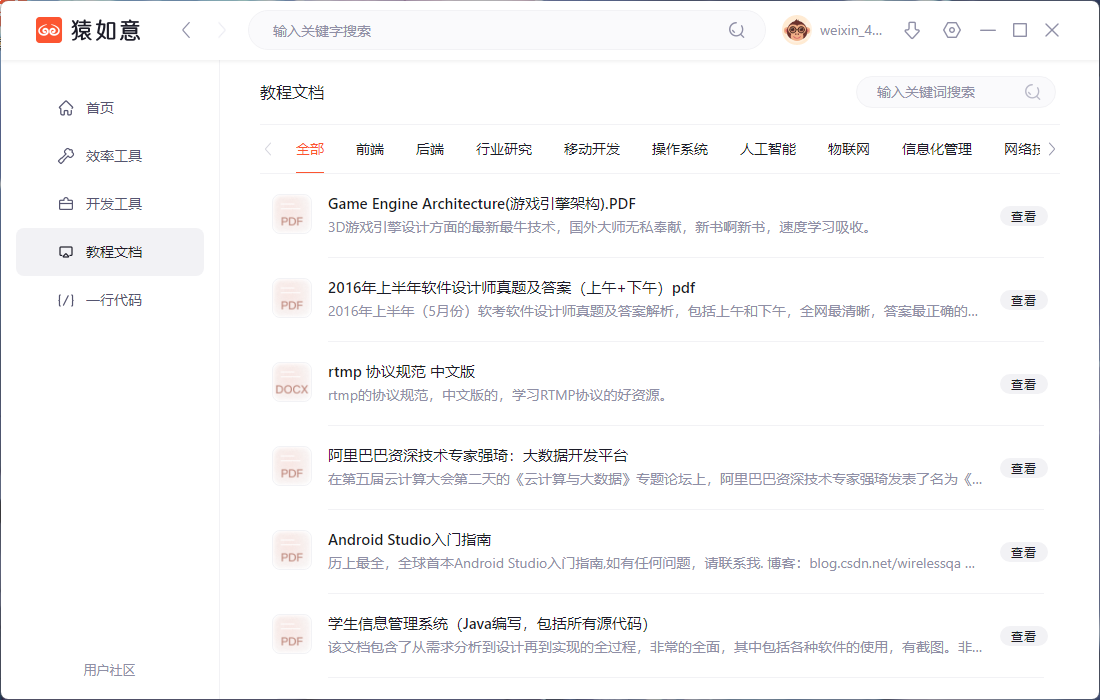 猿如意
输入关键字搜索
weixin_4...
首页
效率工具
开发工具
教程文档
一行代码
用户社区
教程文档
输入关键词搜索
全部 前端 后端 行业研究 移动开发 操作系统 人工智能 物联网 信息化管理 网络技
PDF
Game Engine Architecture(游戏引擎架构).PDF
3D游戏引擎设计方面的最新最牛技术，国外大师无私奉献，新书啊新书，速度学习吸收。
查看
PDF
2016年上半年软件设计师真题及答案（上午+下午）pdf
2016年上半年（5月份）软考软件设计师真题及答案解析，包括上午和下午，全网最清晰，答案最正确的...
查看
DOCX
rtmp 协议规范 中文版
rtmp的协议规范，中文版的，学习RTMP协议的好资源。
查看
PDF
阿里巴巴资深技术专家强琦：大数据开发平台
在第五届云计算大会第二天的《云计算与大数据》专题论坛上，阿里巴巴资深技术专家强琦发表了名为《...
查看
PDF
Android Studio入门指南
历上最全，全球首本Android Studio入门指南,如有任何问题，请联系我. 博客：blog.csdn.net/wirelessqa ...
查看
PDF
学生信息管理系统（Java编写，包括所有源代码）
该文档包含了从需求分析到设计再到实现的全过程，非常的全面，其中包括各种软件的使用，有截图。非...
查看